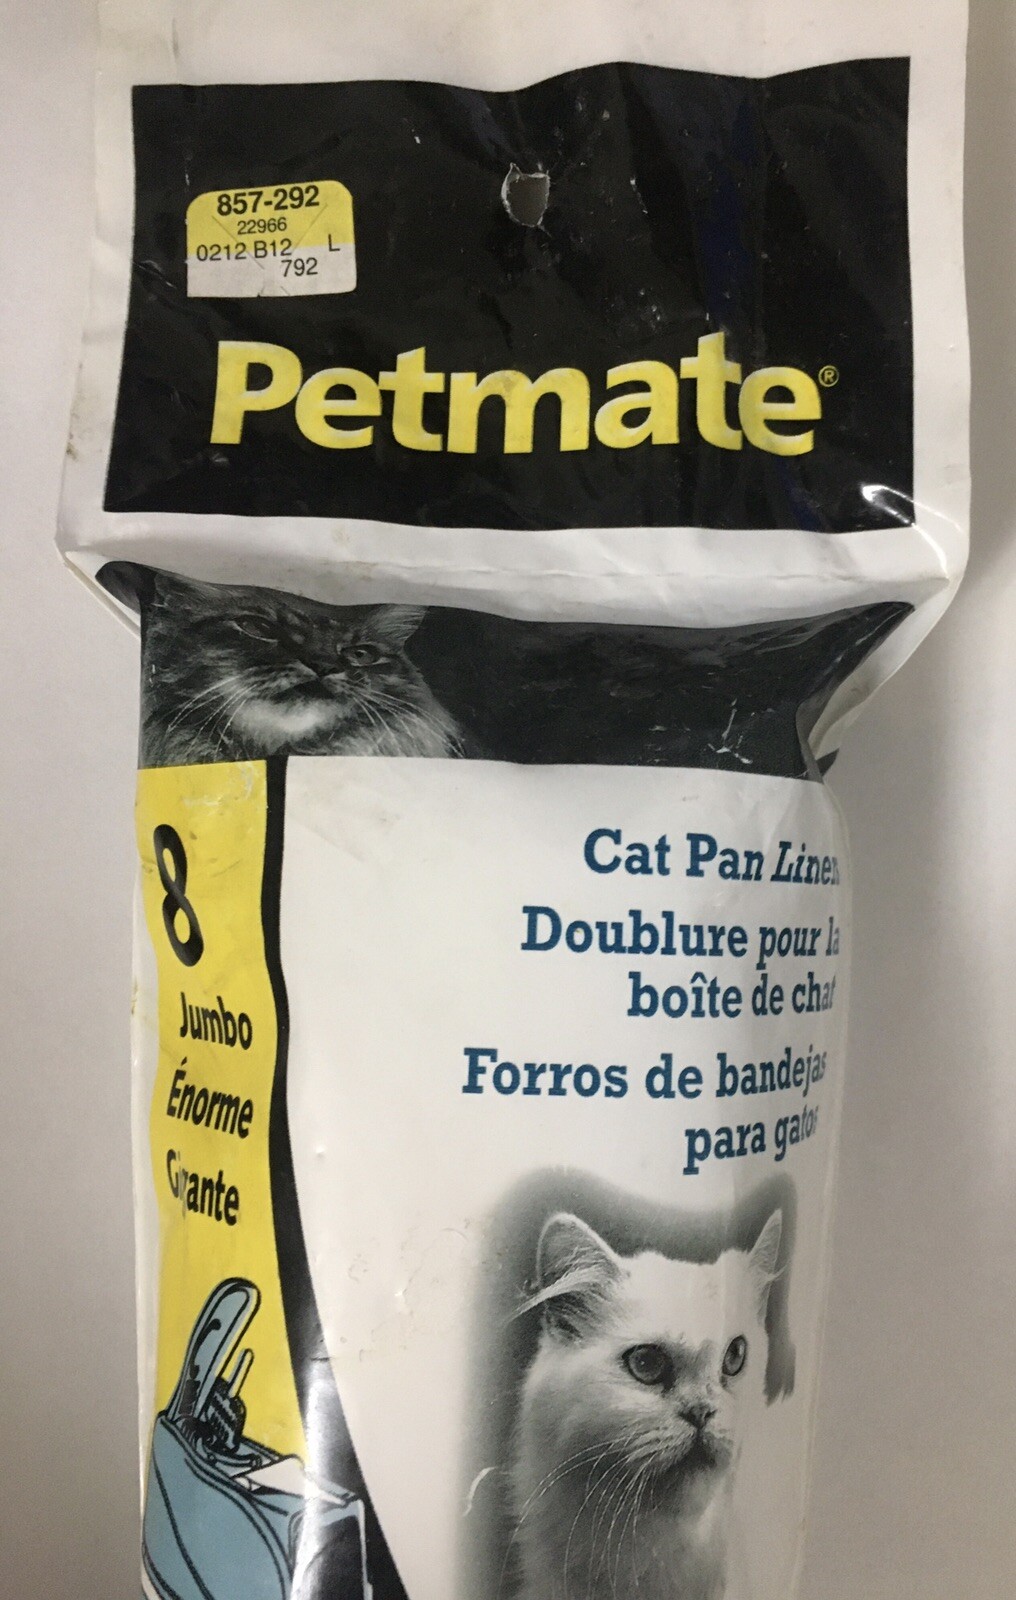 857-292
22966
0212 B12 L
792
Petmate®
8
Jumbo
Énorme
Gigante
Cat Pan Liner
Doublure pour la
boîte de chat
Forros de bandejas
para gatos